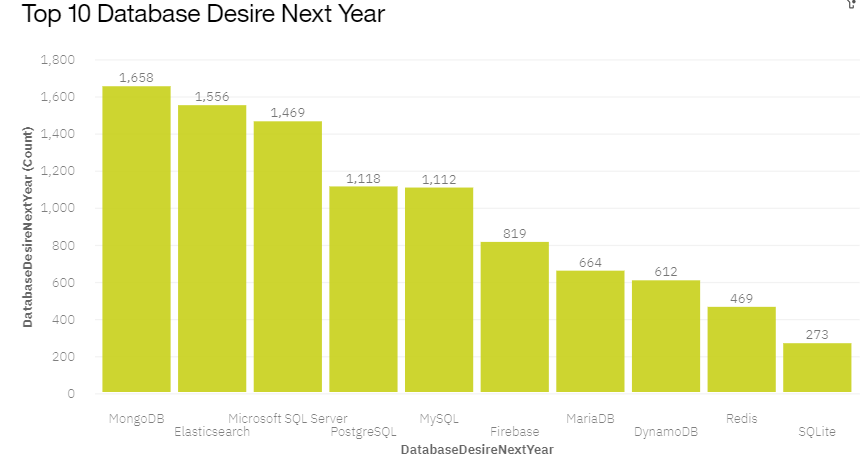 Top 10 Database Desire Next Year
DatabaseDesireNextYear (Count)
1,800
1,600
1,400
1,200
1,000
800
600
400
200
0
1,658
1,556
1,469
1,118
1,112
819
664
612
469
273
MongoDB
Elasticsearch
Microsoft SQL Server
PostgreSQL
MySQL
Firebase
MariaDB
DynamoDB
Redis
SQLite
DatabaseDesireNextYear